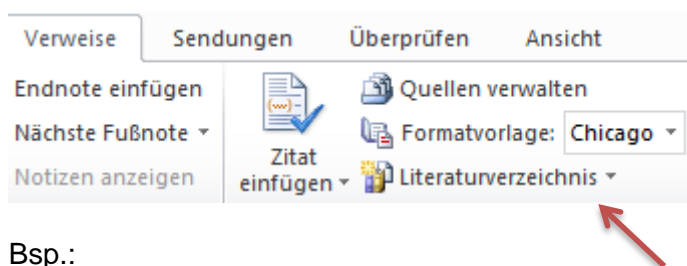 Verweise Sendungen Überprüfen Ansicht
Endnote einfügen
Nächste Fußnote
Notizen anzeigen
Zitat
einfügen
Quellen verwalten
Formatvorlage: Chicago
Literaturverzeichnis
Bsp.: